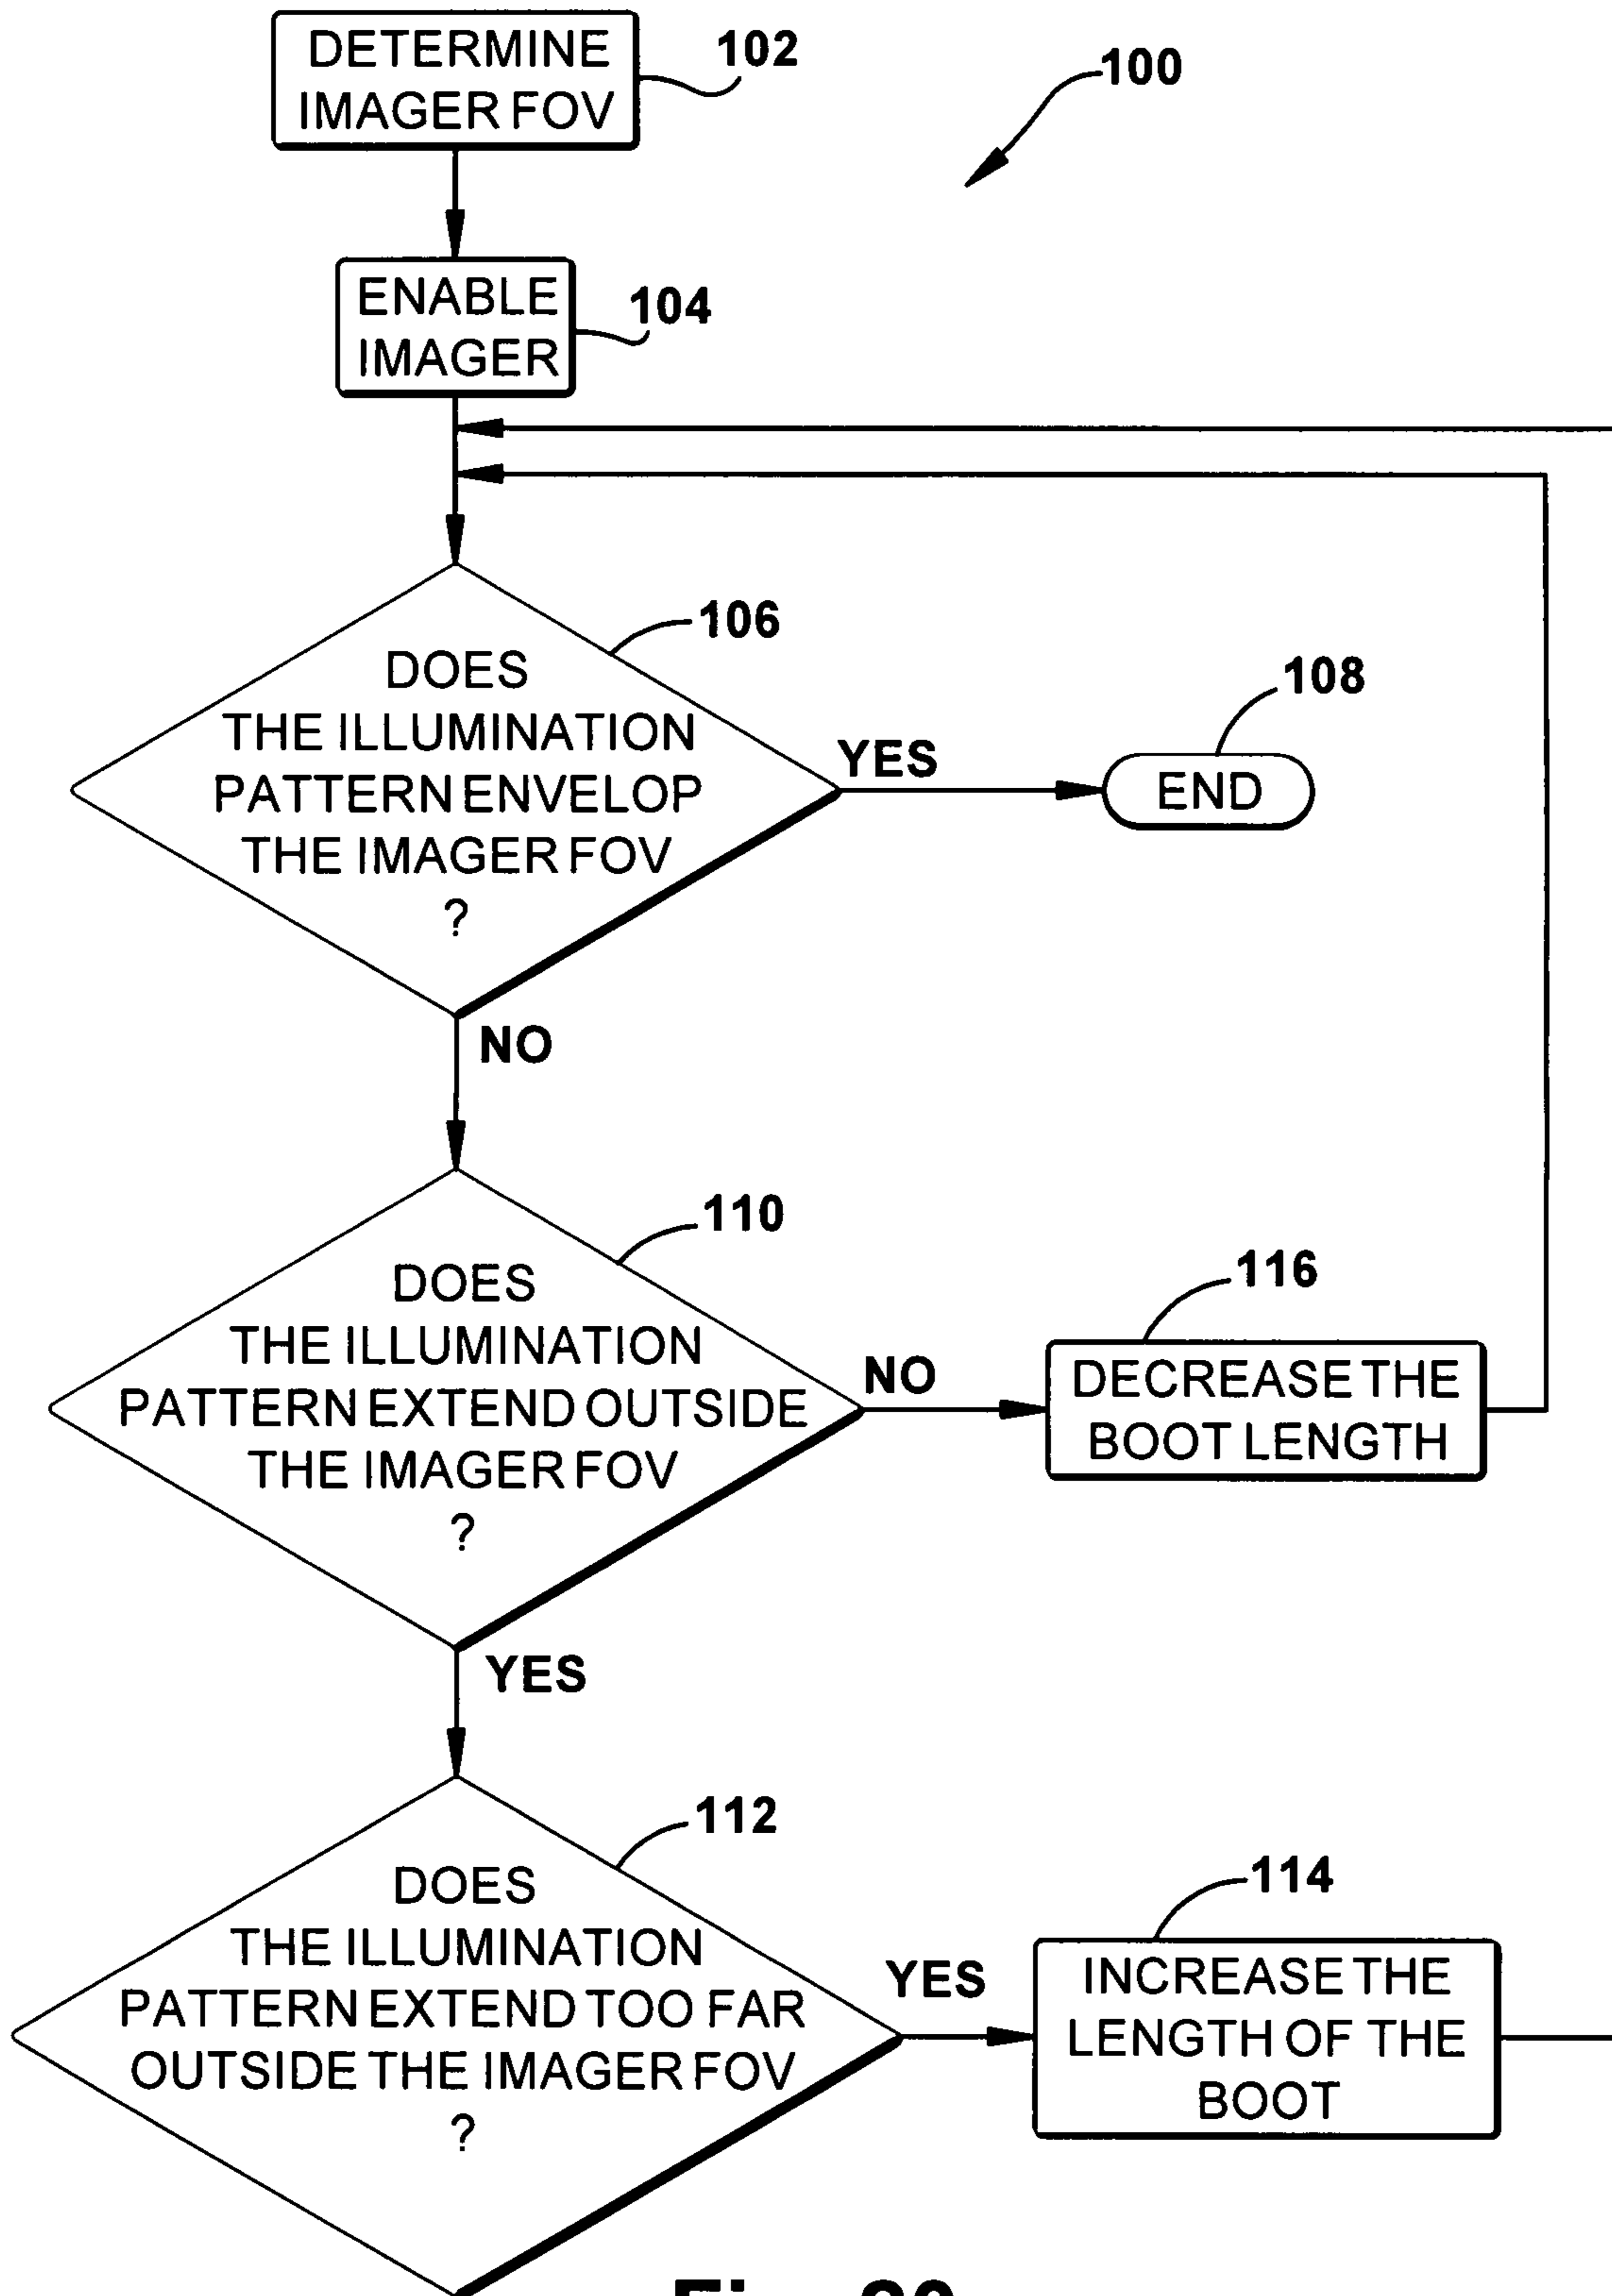 DETERMINE
IMAGER FOV
102
100
ENABLE
IMAGER
104
106
DOES
THE ILLUMINATION
PATTERN ENVELOP
THE IMAGER FOV
?
YES
108
END
NO
110
DOES
THE ILLUMINATION
PATTERN EXTEND OUTSIDE
THE IMAGER FOV
?
NO
116
DECREASE THE
BOOT LENGTH
YES
112
DOES
THE ILLUMINATION
PATTERN EXTEND TOO FAR
OUTSIDE THE IMAGER FOV
?
YES
114
INCREASE THE
LENGTH OF THE
BOOT